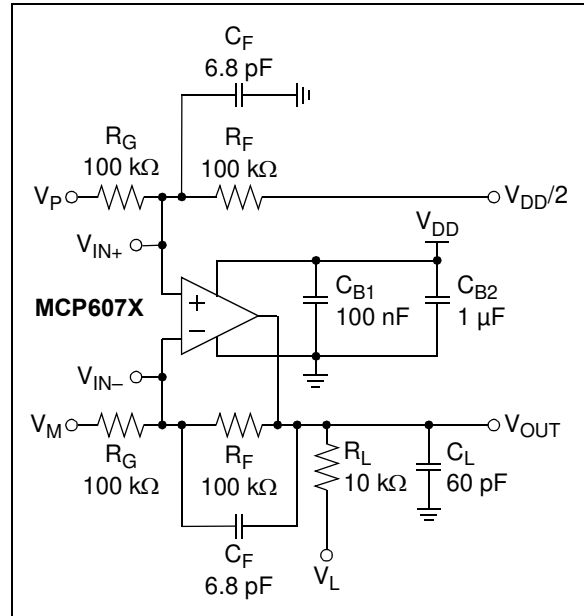 C_F
6.8 pF
R_G
100 kΩ
R_F
100 kΩ
V_P
V_DD/2
V_IN+
V_DD
MCP607X
C_B1
100 nF
C_B2
1 µF
V_IN–
V_M
V_OUT
R_G
100 kΩ
R_F
100 kΩ
R_L
10 kΩ
C_L
60 pF
C_F
6.8 pF
V_L